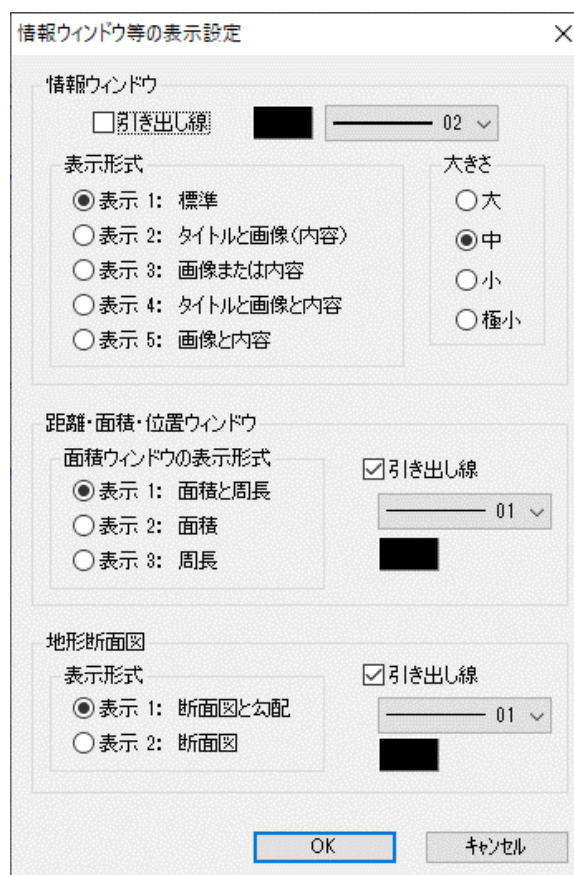 情報ウィンドウ等の表示設定
情報ウィンドウ
引き出し線 02
表示形式
表示 1: 標準
表示 2: タイトルと画像(内容)
表示 3: 画像または内容
表示 4: タイトルと画像と内容
表示 5: 画像と内容
大きさ
大
中
小
極小
距離・面積・位置ウィンドウ
面積ウィンドウの表示形式
表示 1: 面積と周長
表示 2: 面積
表示 3: 周長
引き出し線
01
地形断面図
表示形式
表示 1: 断面図と勾配
表示 2: 断面図
引き出し線
01
OK キャンセル